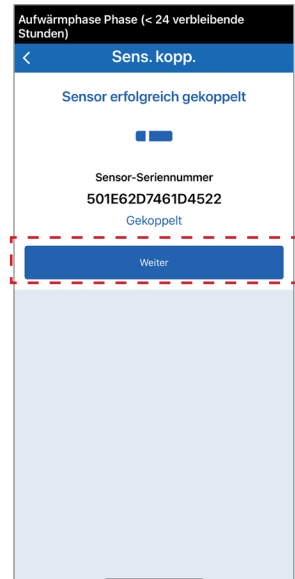 Aufwärmphase Phase (< 24 verbleibende
Stunden)
Sens. kopp.
Sensor erfolgreich gekoppelt
Sensor-Seriennummer
501E62D7461D4522
Gekoppelt
Weiter